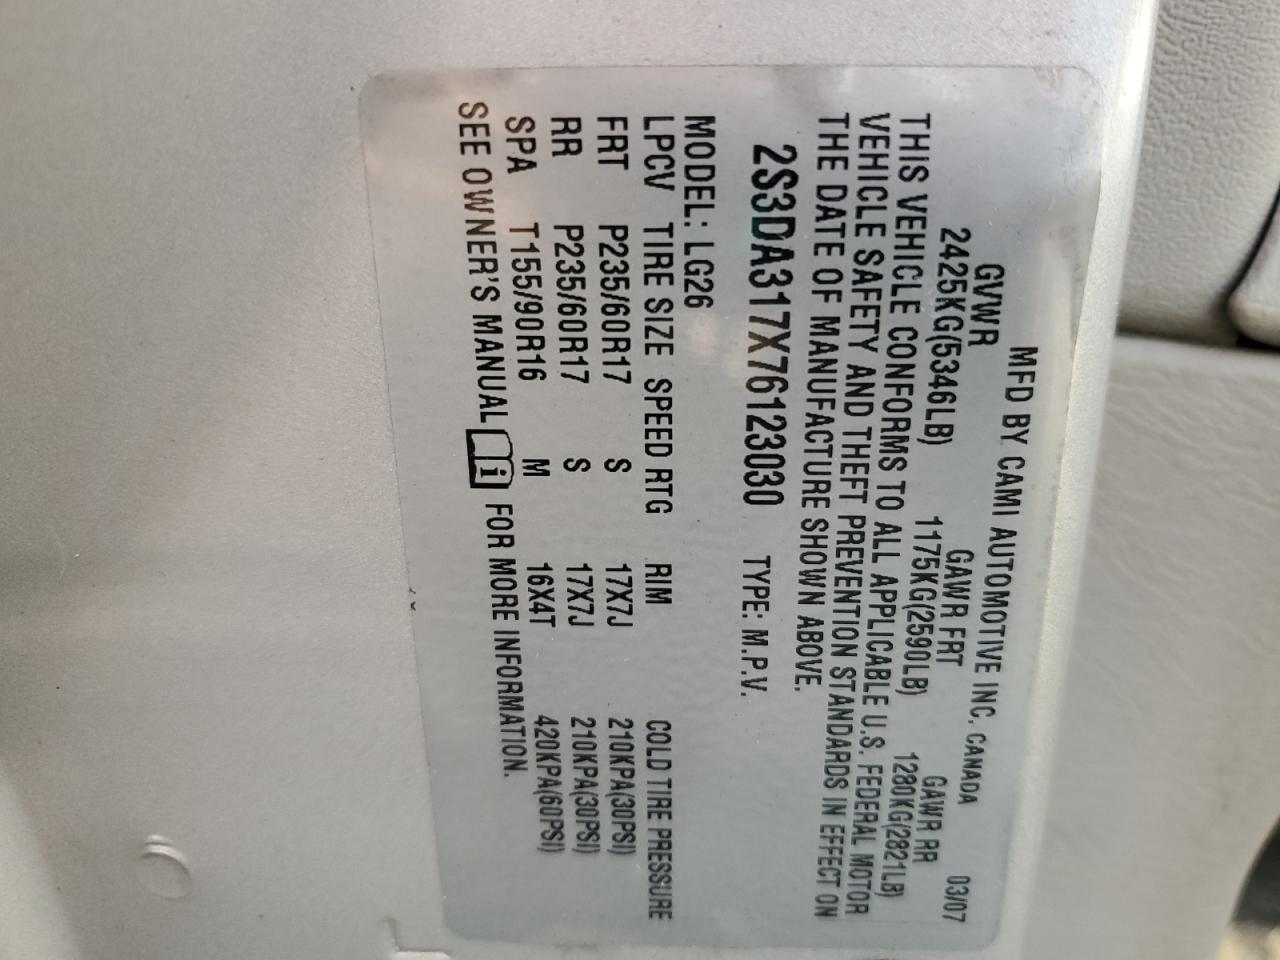 MFD BY CAMI AUTOMOTIVE INC. CANADA 03/07
GVWR GAWR FRT GAWR RR
2425KG(5346LB) 1175KG(2590LB) 1280KG(2821LB)
THIS VEHICLE CONFORMS TO ALL APPLICABLE U.S. FEDERAL MOTOR
VEHICLE SAFETY AND THEFT PREVENTION STANDARDS IN EFFECT ON
THE DATE OF MANUFACTURE SHOWN ABOVE.
2S3DA317X76123030 TYPE: M.P.V.
MODEL: LG26
LPCV TIRE SIZE SPEED RTG RIM COLD TIRE PRESSURE
FRT P235/60R17 S 17X7J 210KPA(30PSI)
RR P235/60R17 S 17X7J 210KPA(30PSI)
SPA T155/90R16 M 16X4T 420KPA(60PSI)
SEE OWNER'S MANUAL i FOR MORE INFORMATION.